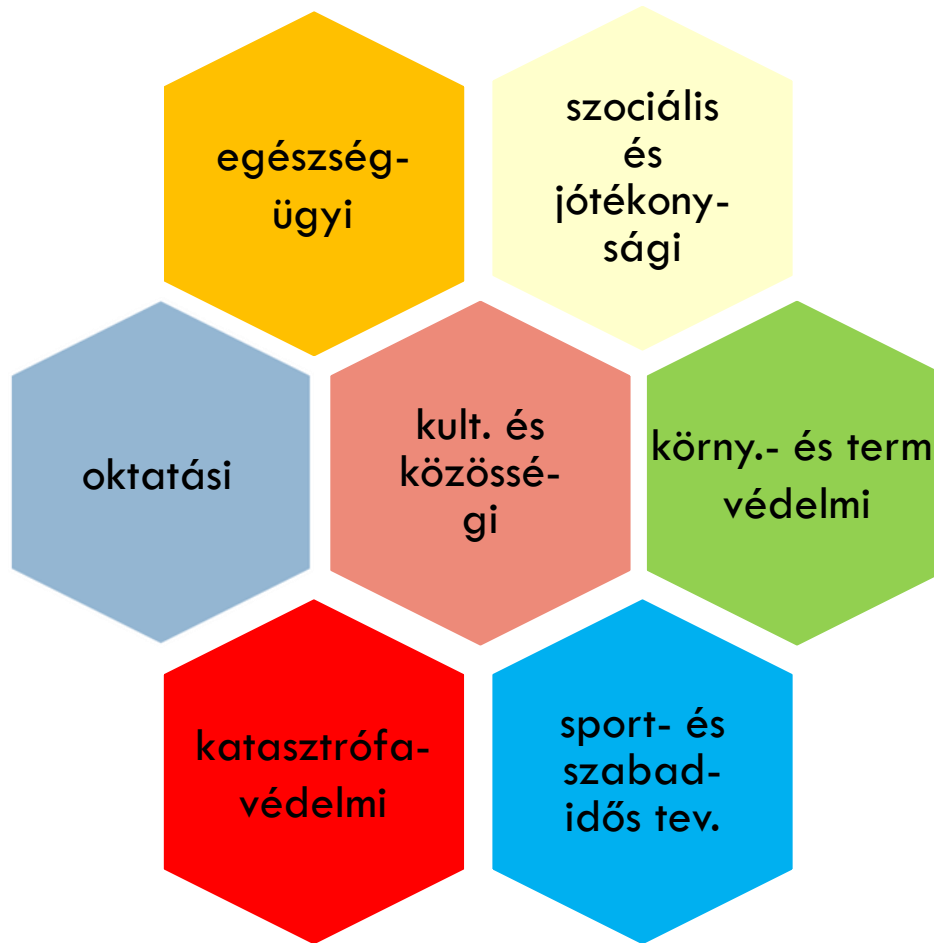 egészség-
ügyi
szociális
és
jótékony-
sági
oktatási
kult. és
közössé-
gi
körny.- és term
védelmi
katasztrófa-
védelmi
sport- és
szabad-
idős tev.